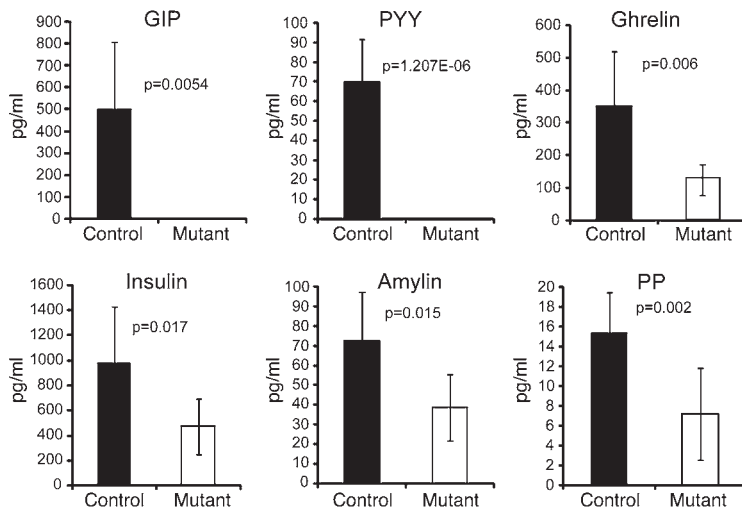 GIP
900
800
700
600
500
400
300
200
100
0
pg/ml
p=0.0054
Control Mutant
PYY
100
90
80
70
60
50
40
30
20
10
0
pg/ml
p=1.207E-06
Control Mutant
Ghrelin
600
500
400
300
200
100
0
pg/ml
p=0.006
Control Mutant
Insulin
1600
1400
1200
1000
800
600
400
200
0
pg/ml
p=0.017
Control Mutant
Amylin
100
90
80
70
60
50
40
30
20
10
0
pg/ml
p=0.015
Control Mutant
PP
20
18
16
14
12
10
8
6
4
2
0
pg/ml
p=0.002
Control Mutant